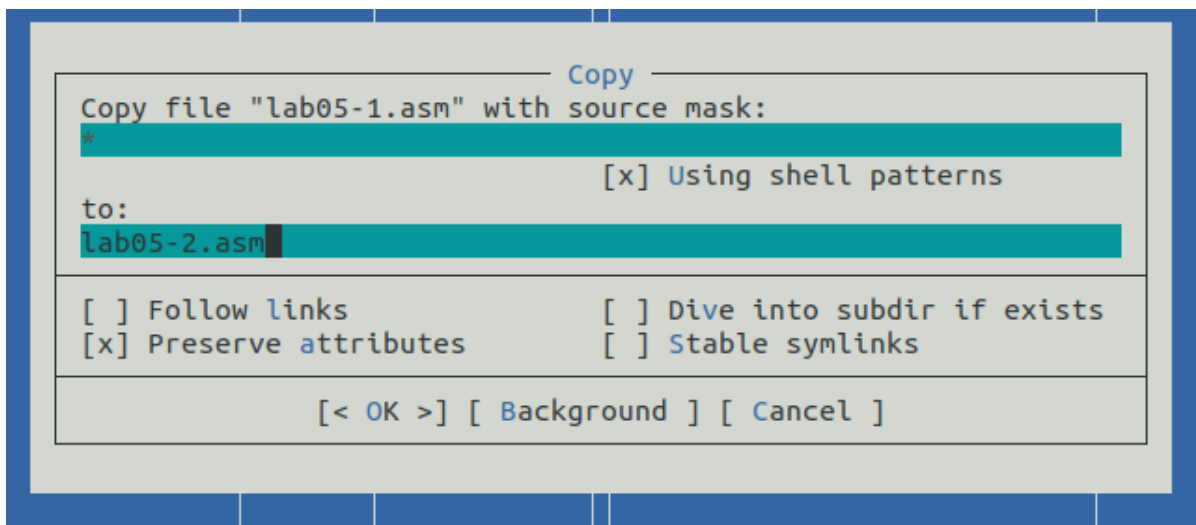 Copy
Copy file "lab05-1.asm" with source mask:
*
[x] Using shell patterns
to:
lab05-2.asm
[ ] Follow links [ ] Dive into subdir if exists
[x] Preserve attributes [ ] Stable symlinks
[< OK >] [ Background ] [ Cancel ]